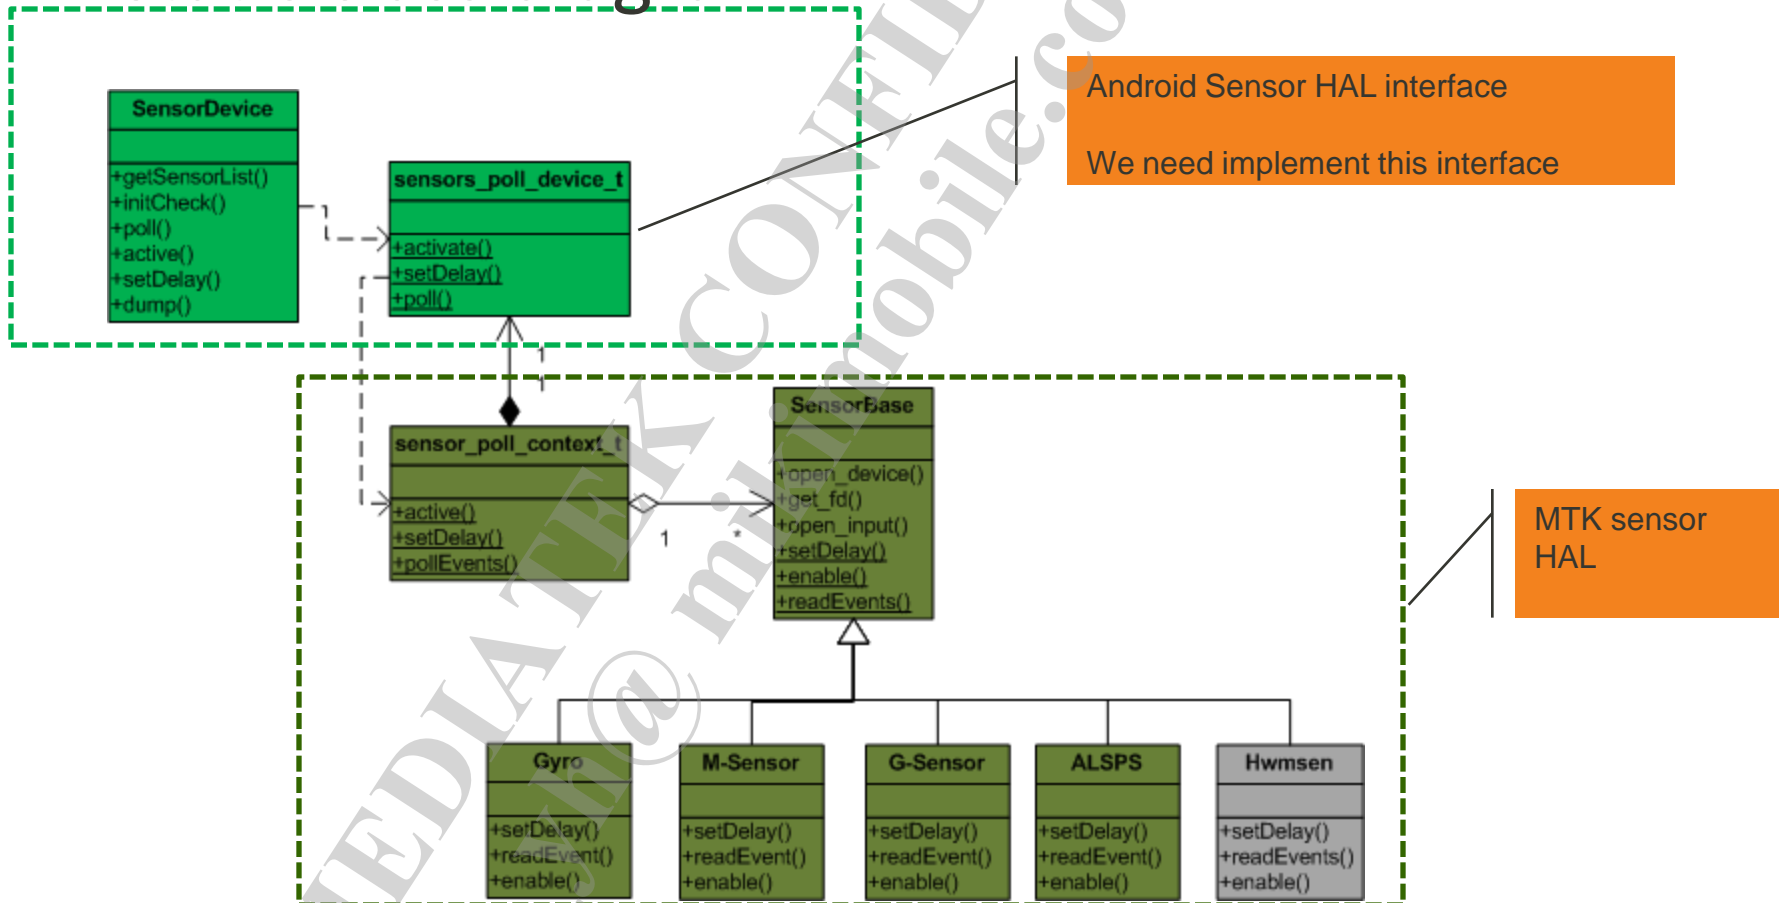 Android Sensor HAL interface
We need implement this interface
SensorDevice
+getSensorList()
+initCheck()
+poll()
+active()
+setDelay()
+dump()
sensors_poll_device_t
+activate()
+setDelay()
+poll()
1
1
sensor_poll_context_t
+active()
+setDelay()
+pollEvents()
1
*
SensorBase
+open_device()
+get_fd()
+open_input()
+setDelay()
+enable()
+readEvents()
MTK sensor
HAL
Gyro
+setDelay()
+readEvent()
+enable()
M-Sensor
+setDelay()
+readEvent()
+enable()
G-Sensor
+setDelay()
+readEvent()
+enable()
ALSPS
+setDelay()
+readEvent()
+enable()
Hwmsen
+setDelay()
+readEvents()
+enable()